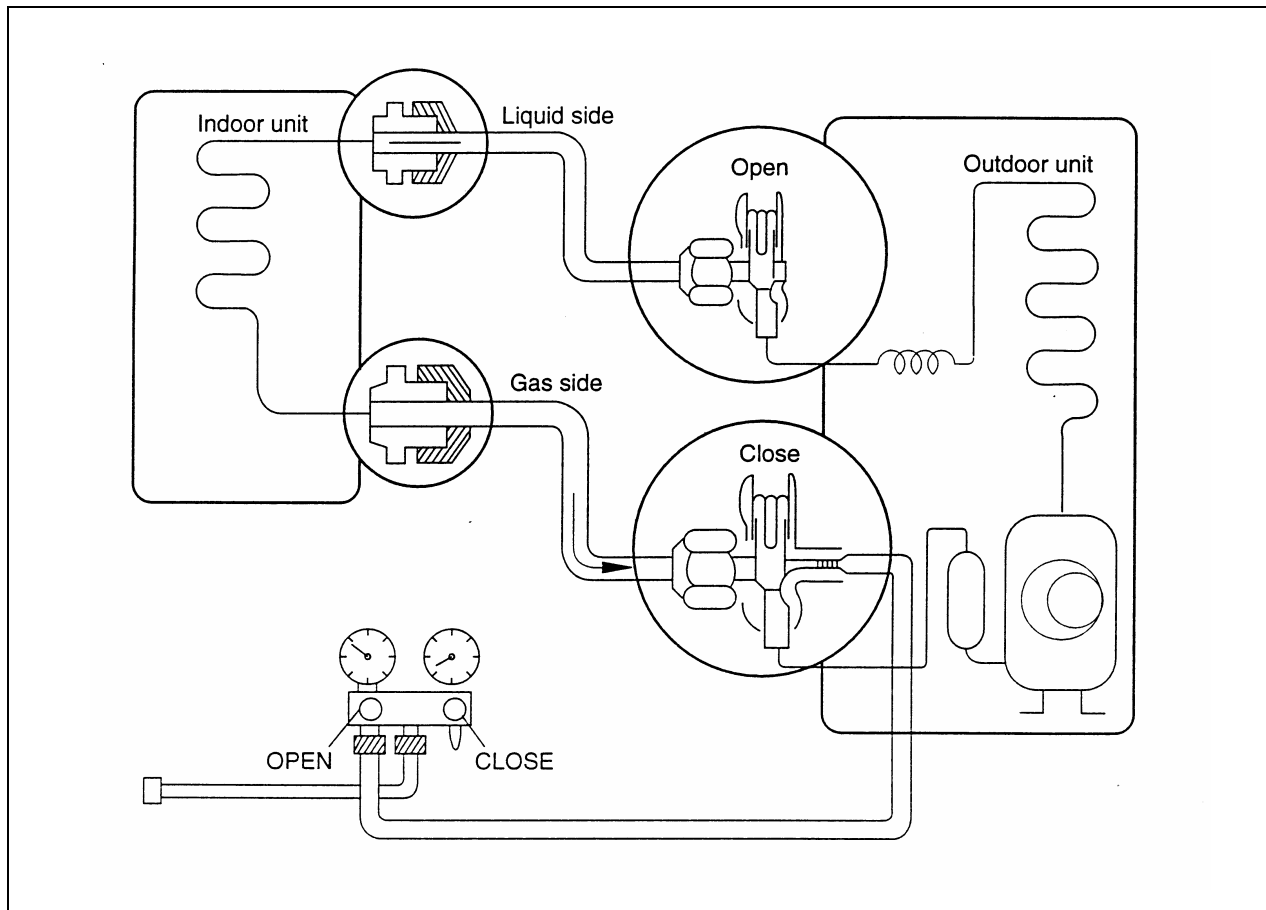 Indoor unit
Liquid side
Open
Outdoor unit
Gas side
Close
OPEN
CLOSE